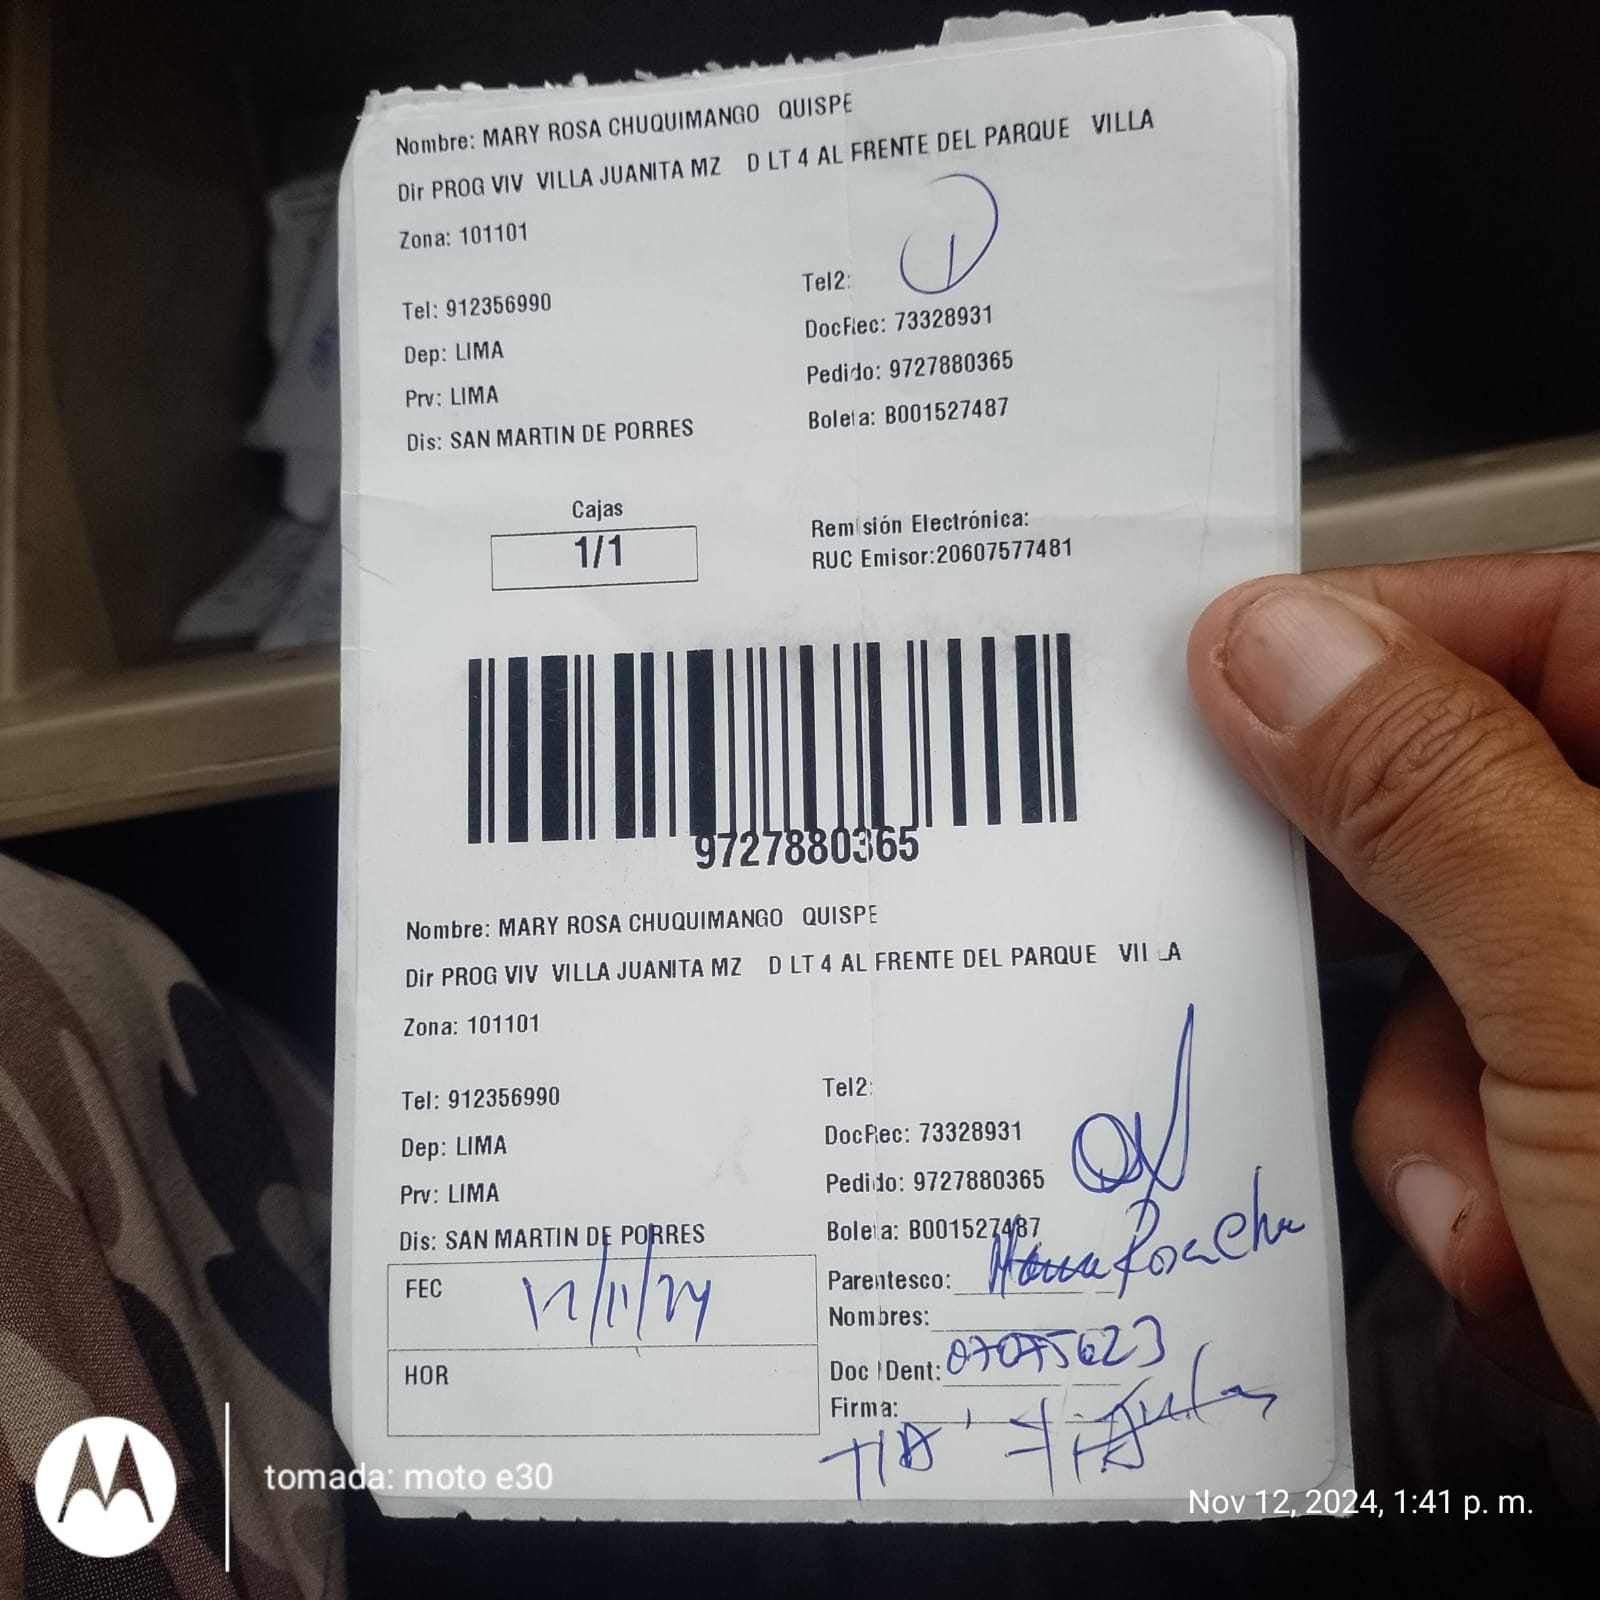 Nombre: MARY ROSA CHUQUIMANGO QUISPE
Dir PROG VIV VILLA JUANITA MZ D LT 4 AL FRENTE DEL PARQUE VILLA
Zona: 101101
Tel: 912356990
Dep: LIMA
Prv: LIMA
Dis: SAN MARTIN DE PORRES
Tel2:
DocRec: 73328931
Pedido: 9727880365
Boleta: B001527487
Cajas
1/1
Remisión Electrónica:
RUC Emisor:20607577481
9727880365
Nombre: MARY ROSA CHUQUIMANGO QUISPE
Dir PROG VIV VILLA JUANITA MZ D LT 4 AL FRENTE DEL PARQUE VILLA
Zona: 101101
Tel: 912356990
Dep: LIMA
Prv: LIMA
Dis: SAN MARTIN DE PORRES
Tel2:
DocRec: 73328931
Pedido: 9727880365
Boleta: B001527487
FEC 12/11/24
HOR
Parentesco: Rosa Chu
Nombres:
Doc IDent: 07075623
Firma:
TIA
tomada: moto e30
Nov 12, 2024, 1:41 p. m.